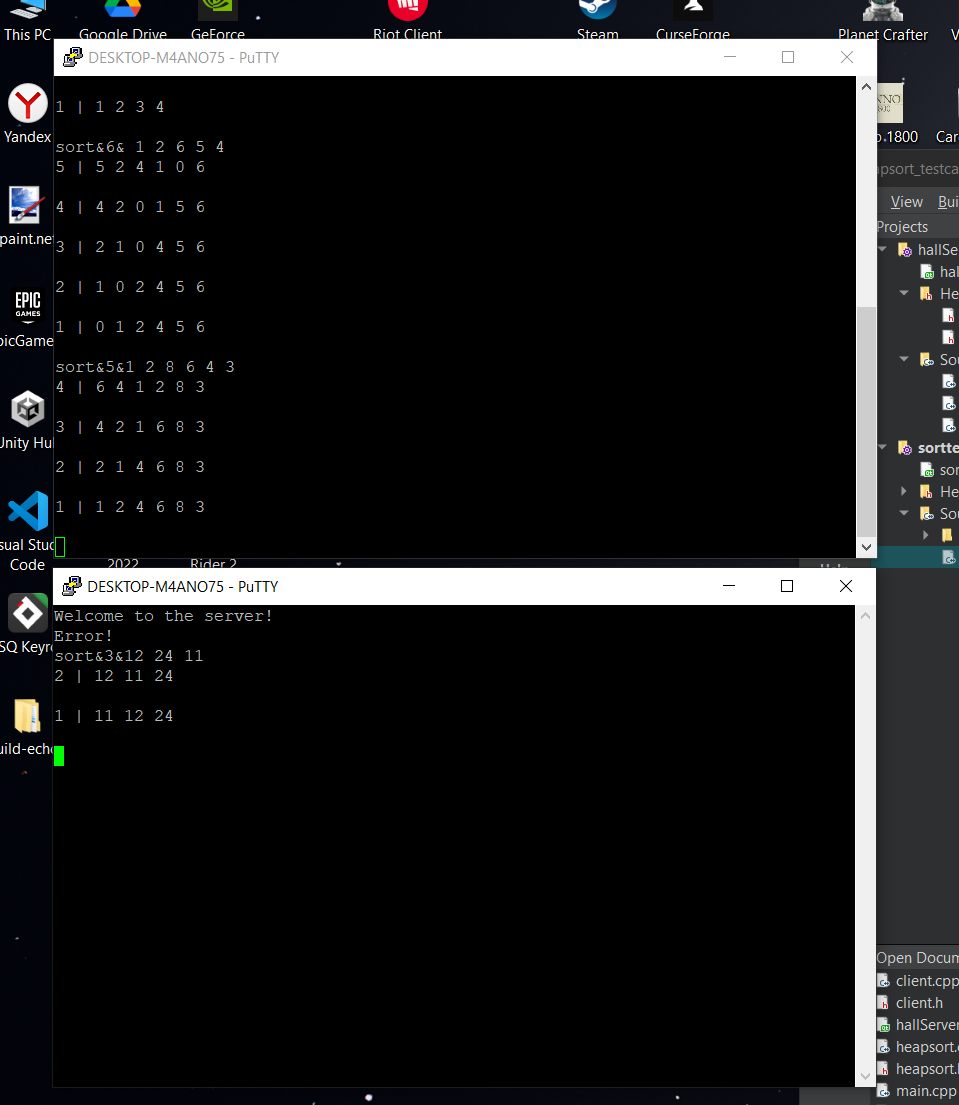 This PC
Google Drive
GeForce
Riot Client
Steam
CurseForge
Planet Crafter
DESKTOP-M4ANO75 - PuTTY
1 | 1 2 3 4
sort&6& 1 2 6 5 4
5 | 5 2 4 1 0 6
4 | 4 2 0 1 5 6
3 | 2 1 0 4 5 6
2 | 1 0 2 4 5 6
1 | 0 1 2 4 5 6
sort&5&1 2 8 6 4 3
4 | 6 4 1 2 8 3
3 | 4 2 1 6 8 3
2 | 2 1 4 6 8 3
1 | 1 2 4 6 8 3
Yandex
paint.ne
EPIC
GAMES
picGame
Unity Hu
sual Stud
Code
2022
Rider 2
SQ Keyro
uild-echo
DESKTOP-M4ANO75 - PuTTY
Welcome to the server!
Error!
sort&3&12 24 11
2 | 12 11 24
1 | 11 12 24
1800
Car
psort_testca
View
Bui
Projects
hallSe
hal
He
Sou
sortte
sor
He
Sou
Open Docum
client.cpp
client.h
hallServer
heapsort.c
heapsort.h
main.cpp